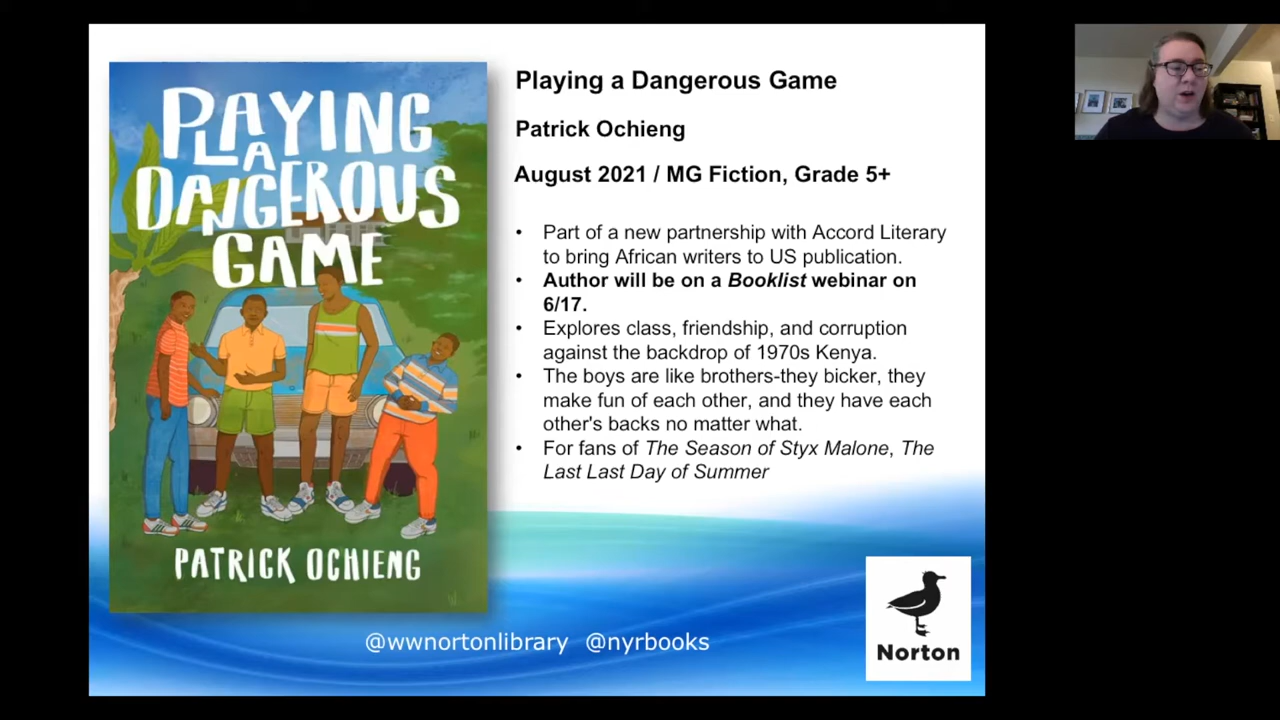 PLAYING
A
DANGEROUS
GAME
PATRICK OCHIENG
Playing a Dangerous Game
Patrick Ochieng
August 2021 / MG Fiction, Grade 5+
• Part of a new partnership with Accord Literary
to bring African writers to US publication.
• Author will be on a Booklist webinar on
6/17.
• Explores class, friendship, and corruption
against the backdrop of 1970s Kenya.
• The boys are like brothers-they bicker, they
make fun of each other, and they have each
other's backs no matter what.
• For fans of The Season of Styx Malone, The
Last Last Day of Summer
@wwnortonlibrary @nyrbooks
Norton